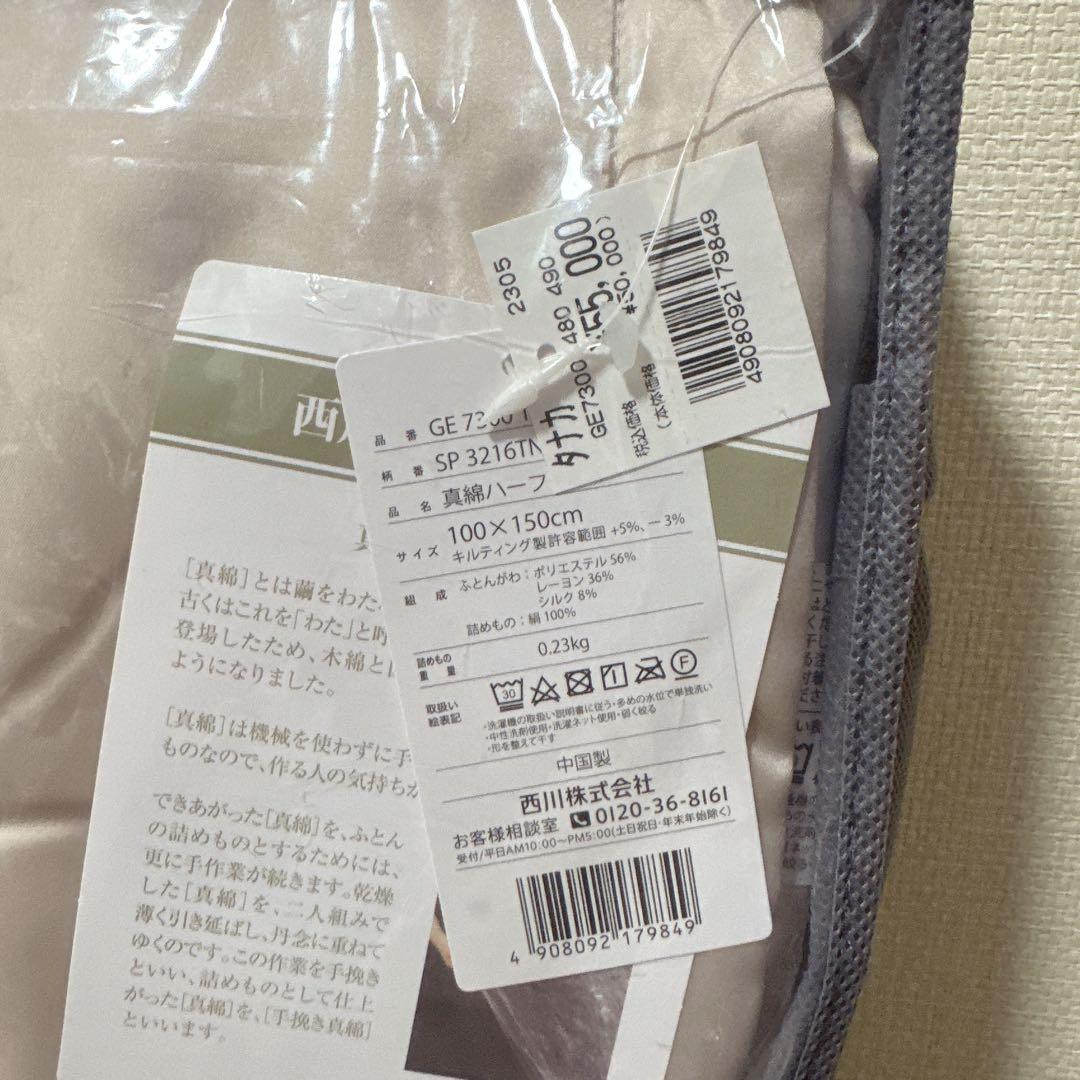 2305
タナカ
GE7300 480 490
税込価格 ¥55,000
(本体価格 ¥50,000)
4908092179849
品番 GE 7300
柄番 SP 3216TN
品名 真綿ハーフ
サイズ 100×150cm
キルティング製許容範囲 +5%、－3%
組成 ふとんがわ：ポリエステル 56%
レーヨン 36%
シルク 8%
詰めもの：絹 100%
詰めもの重量 0.23kg
取扱い絵表記
30
F
・洗濯機の取扱い説明書に従う・多めの水位で単独洗い
・中性洗剤使用・洗濯ネット使用・弱く絞る
・形を整えて干す
中国製
西川株式会社
お客様相談室 0120-36-8161
受付/平日AM10：00〜PM5：00(土日祝日・年末年始除く)
4 908092 179849
西
［真綿］とは繭をわた
古くはこれを「わた」と
登場したため、木綿と
ようになりました。
［真綿］は機械を使わずに手
ものなので、作る人の気持ち
できあがった［真綿］を、ふとん
の詰めものとするためには、
更に手作業が続きます。乾燥
した［真綿］を、二人組みで
薄く引き延ばし、丹念に重ねて
ゆくのです。この作業を手挽き
といい、詰めものとして仕上
がった［真綿］を、［手挽き真綿］
といいます。